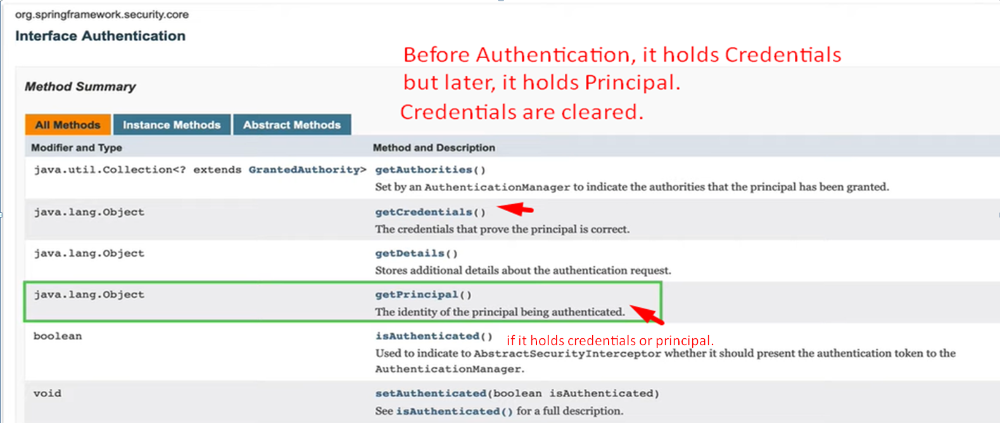 org.springframework.security.core
Interface Authentication
Before Authentication, it holds Credentials
but later, it holds Principal.
Credentials are cleared.
Method Summary
All Methods Instance Methods Abstract Methods
Modifier and Type Method and Description
java.util.Collection<? extends GrantedAuthority> getAuthorities()
Set by an AuthenticationManager to indicate the authorities that the principal has been granted.
java.lang.Object getCredentials()
The credentials that prove the principal is correct.
java.lang.Object getDetails()
Stores additional details about the authentication request.
java.lang.Object getPrincipal()
The identity of the principal being authenticated.
boolean isAuthenticated() if it holds credentials or principal.
Used to indicate to AbstractSecurityInterceptor whether it should present the authentication token to the
AuthenticationManager.
void setAuthenticated(boolean isAuthenticated)
See isAuthenticated() for a full description.